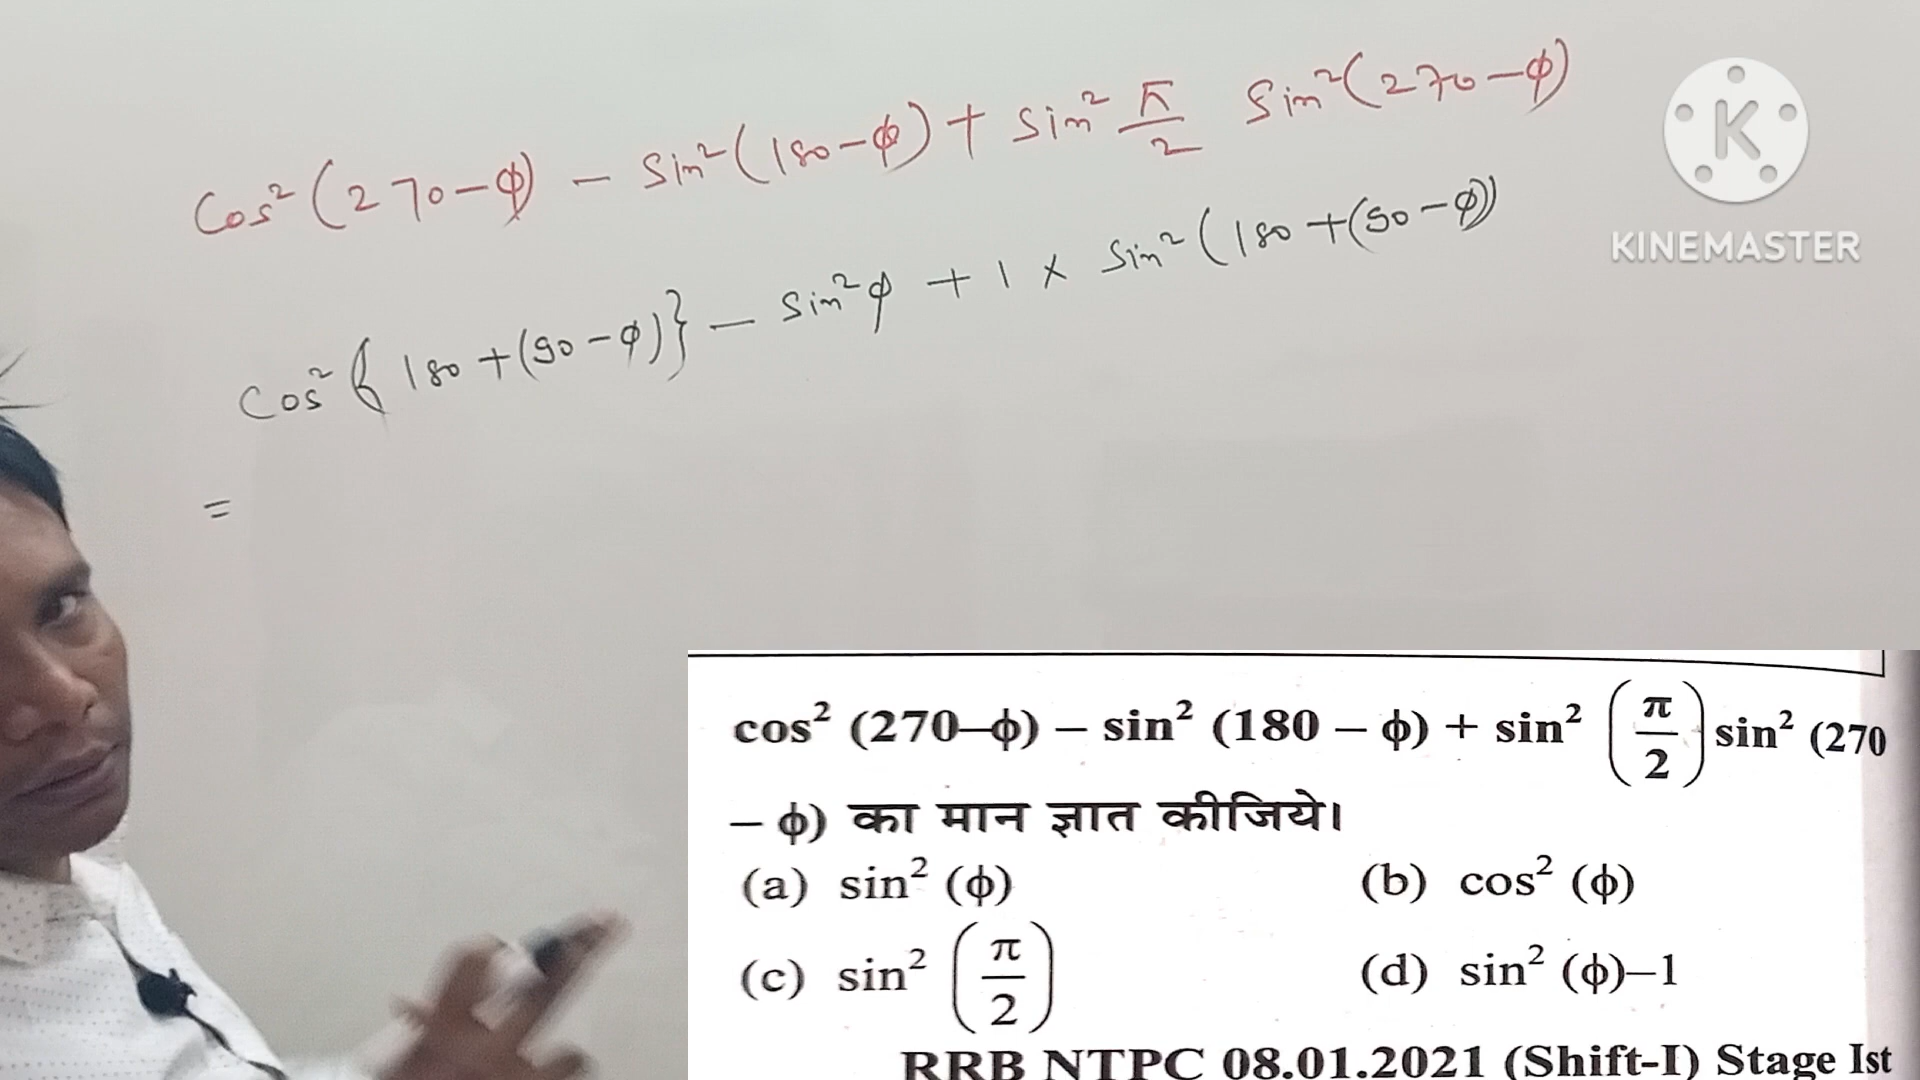 cos² (270-φ) - sin² (180-φ) + sin² π/2 sin² (270-φ)
KINEMASTER
cos² { 180 + (90-φ)} - sin²φ + 1 × sin² (180 + (90-φ))
=
cos² (270–ϕ) – sin² (180 – ϕ) + sin² (π/2) sin² (270
– ϕ) का मान ज्ञात कीजिये।
(a) sin² (ϕ) (b) cos² (ϕ)
(c) sin² (π/2) (d) sin² (ϕ)–1
RRB NTPC 08.01.2021 (Shift-I) Stage Ist